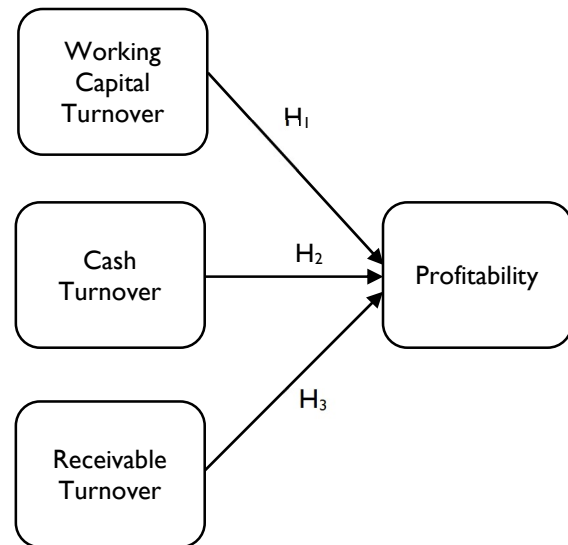 Working
Capital
Turnover
H₁
Cash
Turnover
H₂
Profitability
H₃
Receivable
Turnover